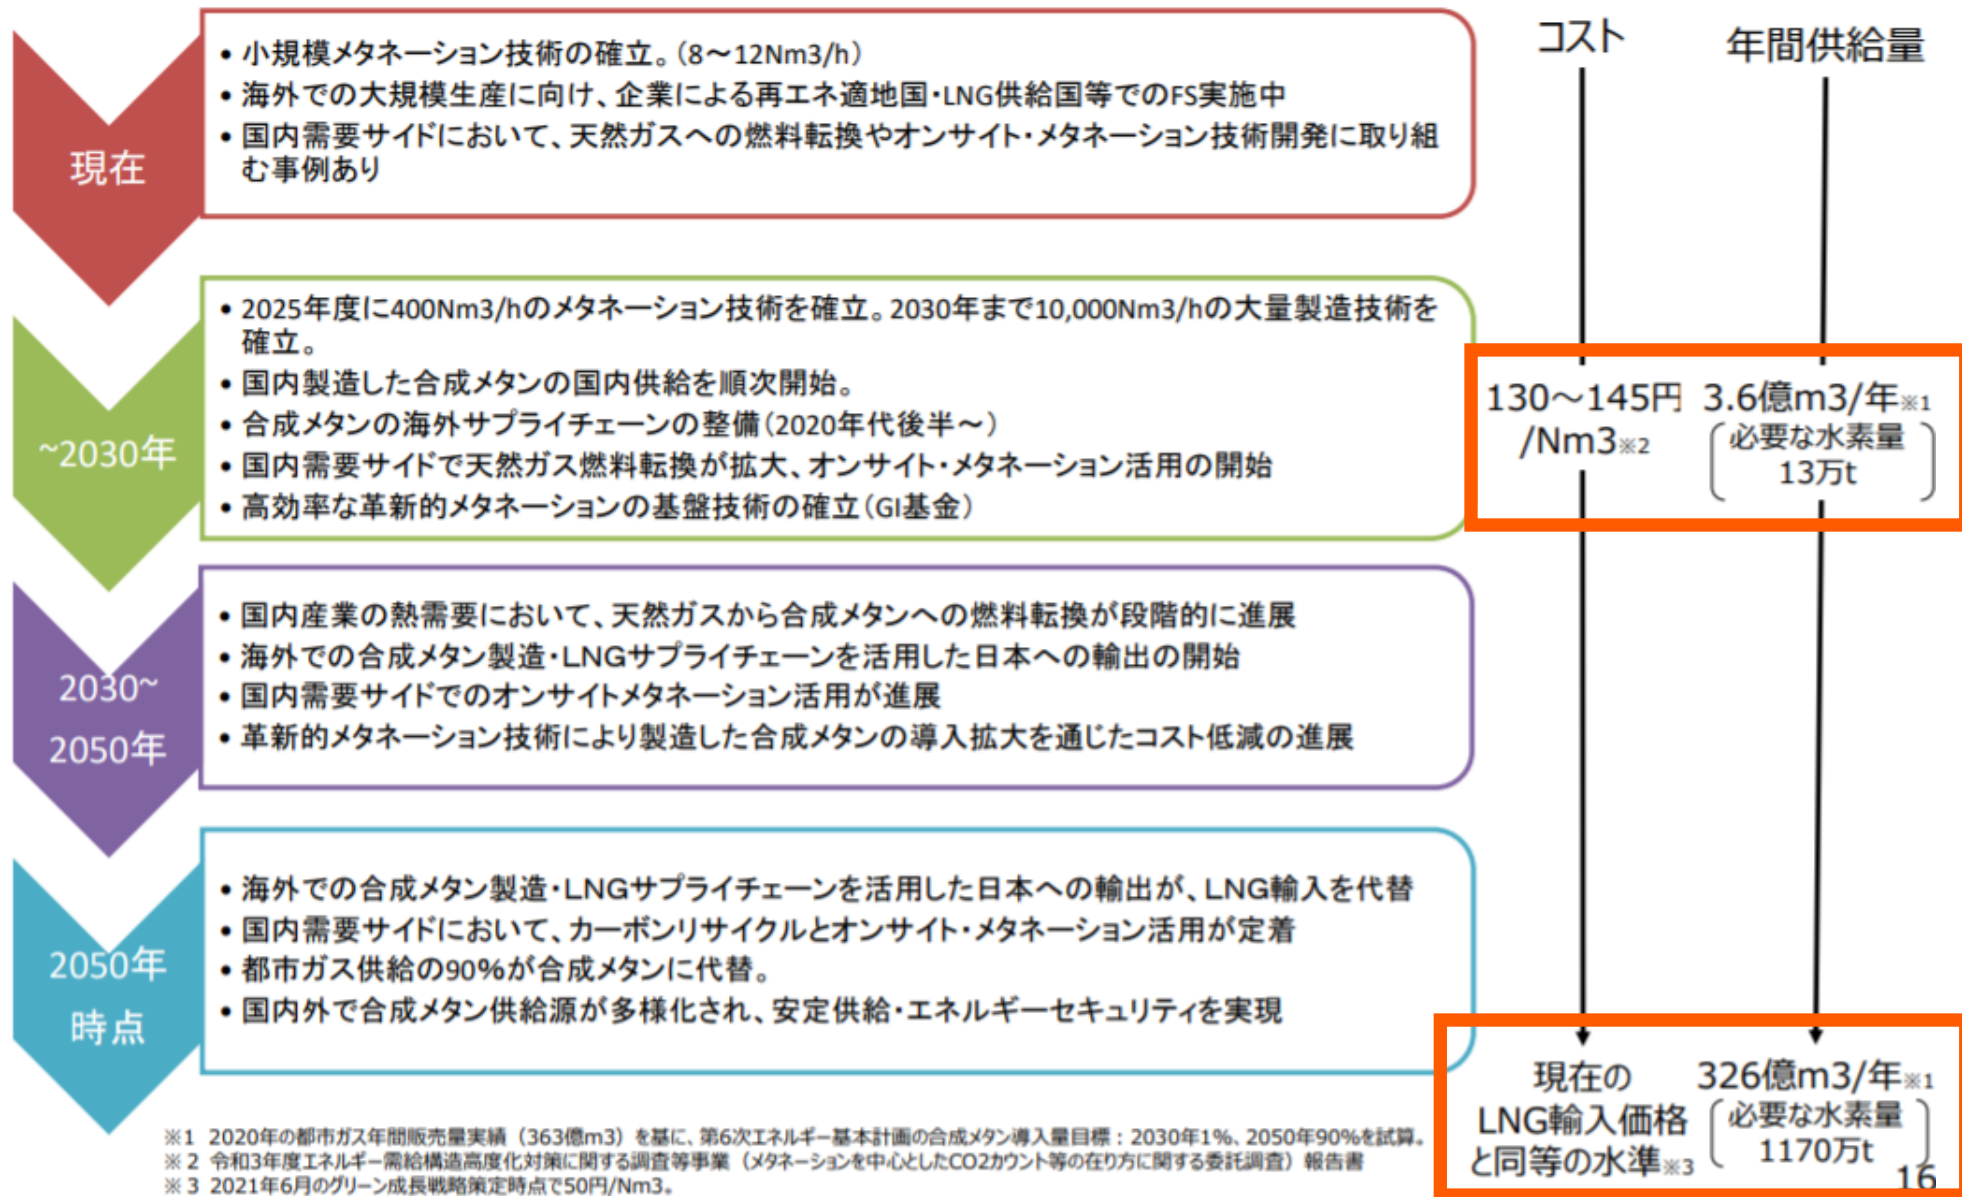 コスト
年間供給量
現在
• 小規模メタネーション技術の確立。(8～12Nm3/h)
• 海外での大規模生産に向け、企業による再エネ適地国・LNG供給国等でのFS実施中
• 国内需要サイドにおいて、天然ガスへの燃料転換やオンサイト・メタネーション技術開発に取り組
む事例あり
~2030年
• 2025年度に400Nm3/hのメタネーション技術を確立。2030年まで10,000Nm3/hの大量製造技術を
確立。
• 国内製造した合成メタンの国内供給を順次開始。
• 合成メタンの海外サプライチェーンの整備(2020年代後半～)
• 国内需要サイドで天然ガス燃料転換が拡大、オンサイト・メタネーション活用の開始
• 高効率な革新的メタネーションの基盤技術の確立(GI基金)
130～145円
/Nm3※2
3.6億m3/年※1
必要な水素量
13万t
2030~
2050年
• 国内産業の熱需要において、天然ガスから合成メタンへの燃料転換が段階的に進展
• 海外での合成メタン製造・LNGサプライチェーンを活用した日本への輸出の開始
• 国内需要サイドでのオンサイトメタネーション活用が進展
• 革新的メタネーション技術により製造した合成メタンの導入拡大を通じたコスト低減の進展
2050年
時点
• 海外での合成メタン製造・LNGサプライチェーンを活用した日本への輸出が、LNG輸入を代替
• 国内需要サイドにおいて、カーボンリサイクルとオンサイト・メタネーション活用が定着
• 都市ガス供給の90%が合成メタンに代替。
• 国内外で合成メタン供給源が多様化され、安定供給・エネルギーセキュリティを実現
現在の
LNG輸入価格
と同等の水準※3
326億m3/年※1
必要な水素量
1170万t
※1 2020年の都市ガス年間販売量実績（363億m3）を基に、第6次エネルギー基本計画の合成メタン導入量目標：2030年1%、2050年90%を試算。
※2 令和3年度エネルギー需給構造高度化対策に関する調査等事業（メタネーションを中心としたCO2カウント等の在り方に関する委託調査）報告書
※3 2021年6月のグリーン成長戦略策定時点で50円/Nm3。
16